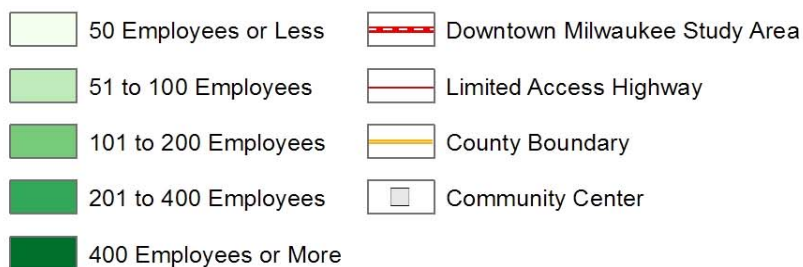 50 Employees or Less
51 to 100 Employees
101 to 200 Employees
201 to 400 Employees
400 Employees or More
Downtown Milwaukee Study Area
Limited Access Highway
County Boundary
Community Center